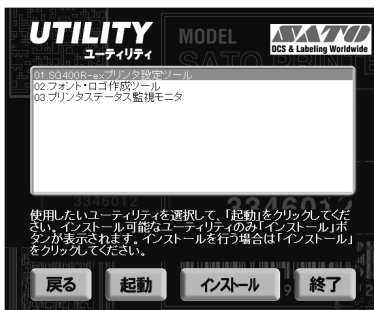 UTILITY
ユーティリティ
MODEL
SATO
DCS & Labeling Worldwide
SATO PRINT
01.SG400R-exプリンタ設定ツール
02.フォント・ロゴ作成ツール
03.プリンタステータス監視モニタ
3346012
3346012
使用したいユーティリティを選択して、「起動」をクリックしてくだ
さい。インストール可能なユーティリティのみ「インストール」ボ
タンが表示されます。インストールを行う場合は「インストール」
をクリックしてください。
戻る
起動
インストール
終了